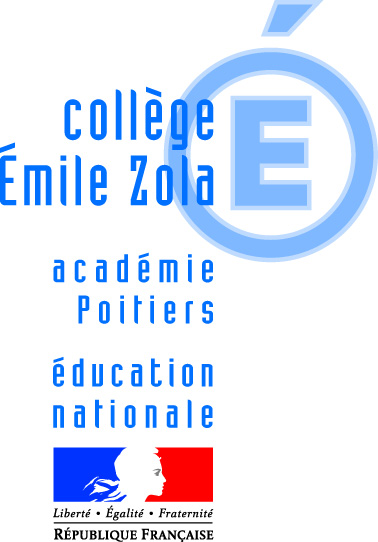 collège
Émile Zola
É
académie
Poitiers
éducation
nationale
Liberté • Égalité • Fraternité
RÉPUBLIQUE FRANÇAISE